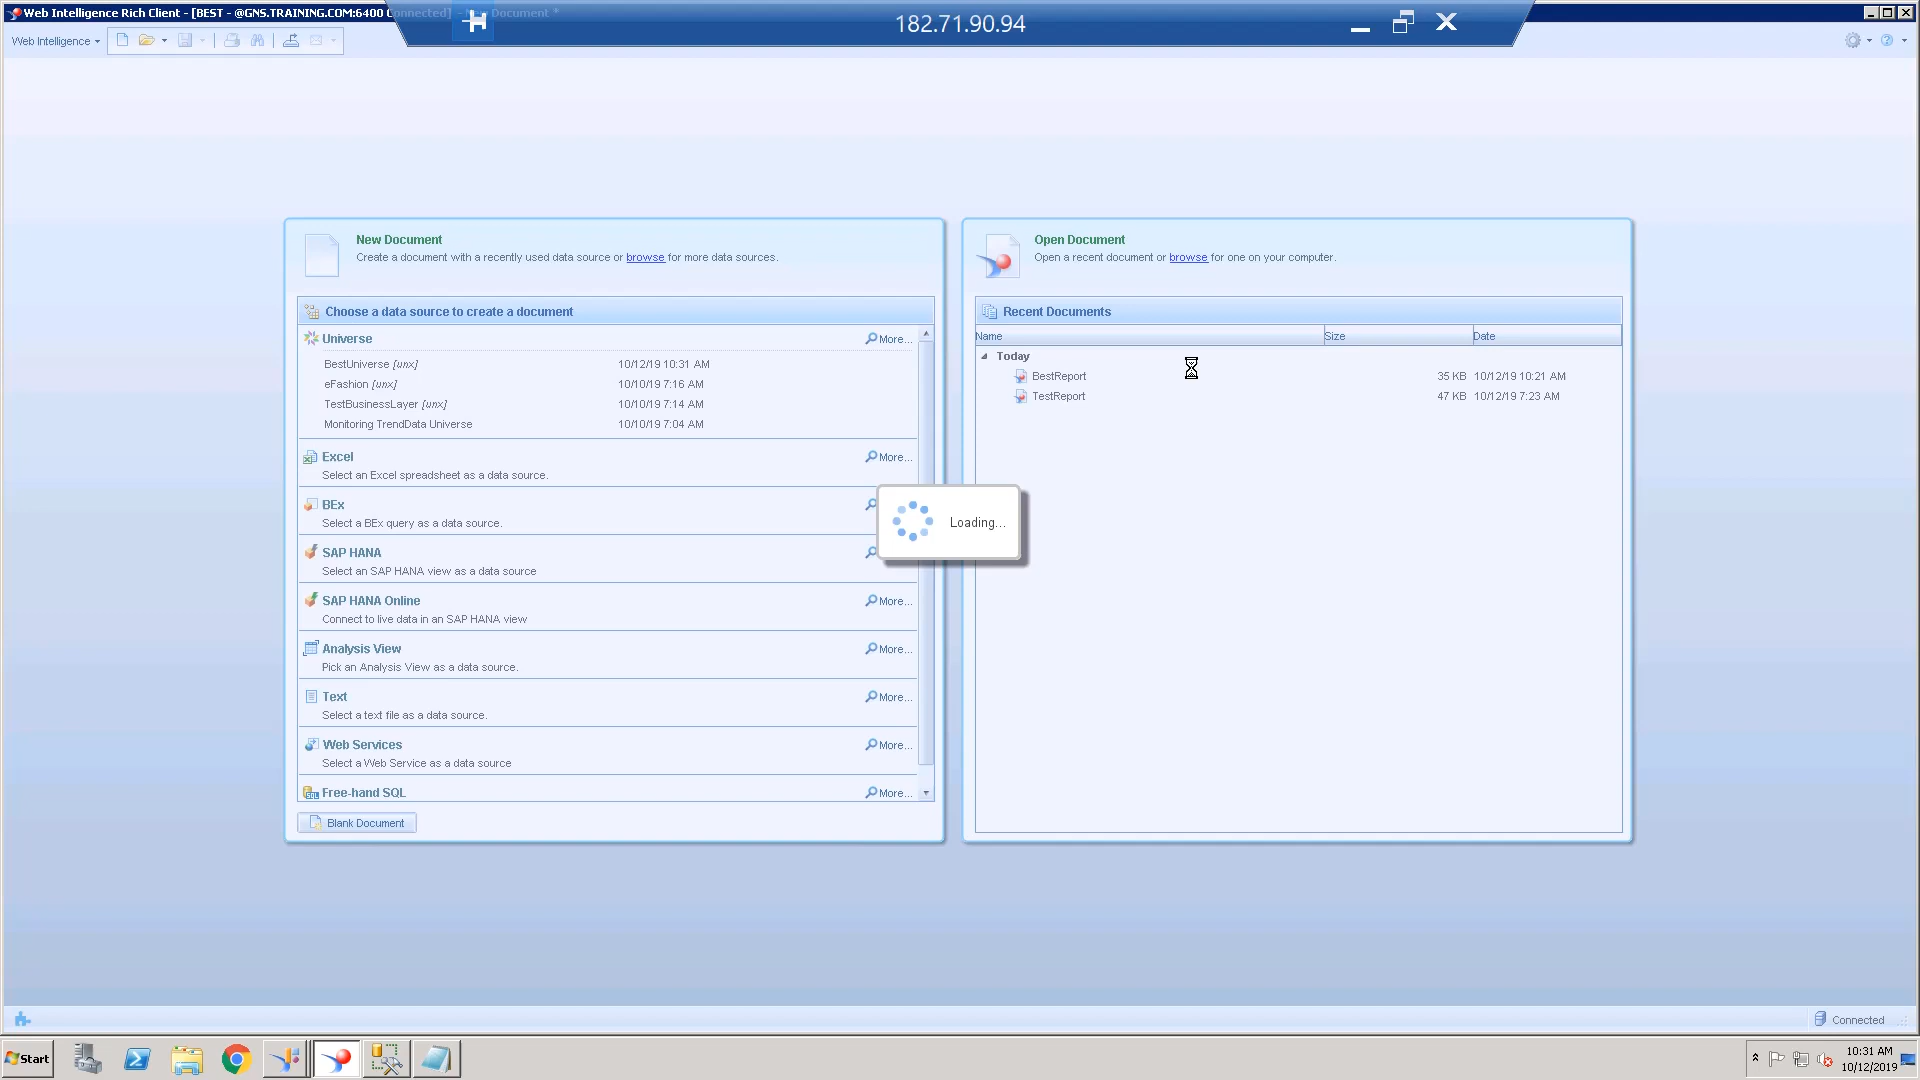 Web Intelligence Rich Client - [BEST - @GNS.TRAINING.COM:6400 Connected] - New Document *
182.71.90.94
Web Intelligence
New Document
Create a document with a recently used data source or browse for more data sources.
Choose a data source to create a document
Universe
More...
BestUniverse [unx]
10/12/19 10:31 AM
eFashion [unx]
10/10/19 7:16 AM
TestBusinessLayer [unx]
10/10/19 7:14 AM
Monitoring TrendData Universe
10/10/19 7:04 AM
Excel
More...
Select an Excel spreadsheet as a data source.
BEx
Select a BEx query as a data source.
SAP HANA
Select an SAP HANA view as a data source
SAP HANA Online
More...
Connect to live data in an SAP HANA view
Analysis View
More...
Pick an Analysis View as a data source.
Text
More...
Select a text file as a data source.
Web Services
More...
Select a Web Service as a data source
Free-hand SQL
More...
Blank Document
Open Document
Open a recent document or browse for one on your computer.
Recent Documents
Name
Size
Date
Today
BestReport
35 KB
10/12/19 10:21 AM
TestReport
47 KB
10/12/19 7:23 AM
Loading...
Connected
Start
10:31 AM
10/12/2019